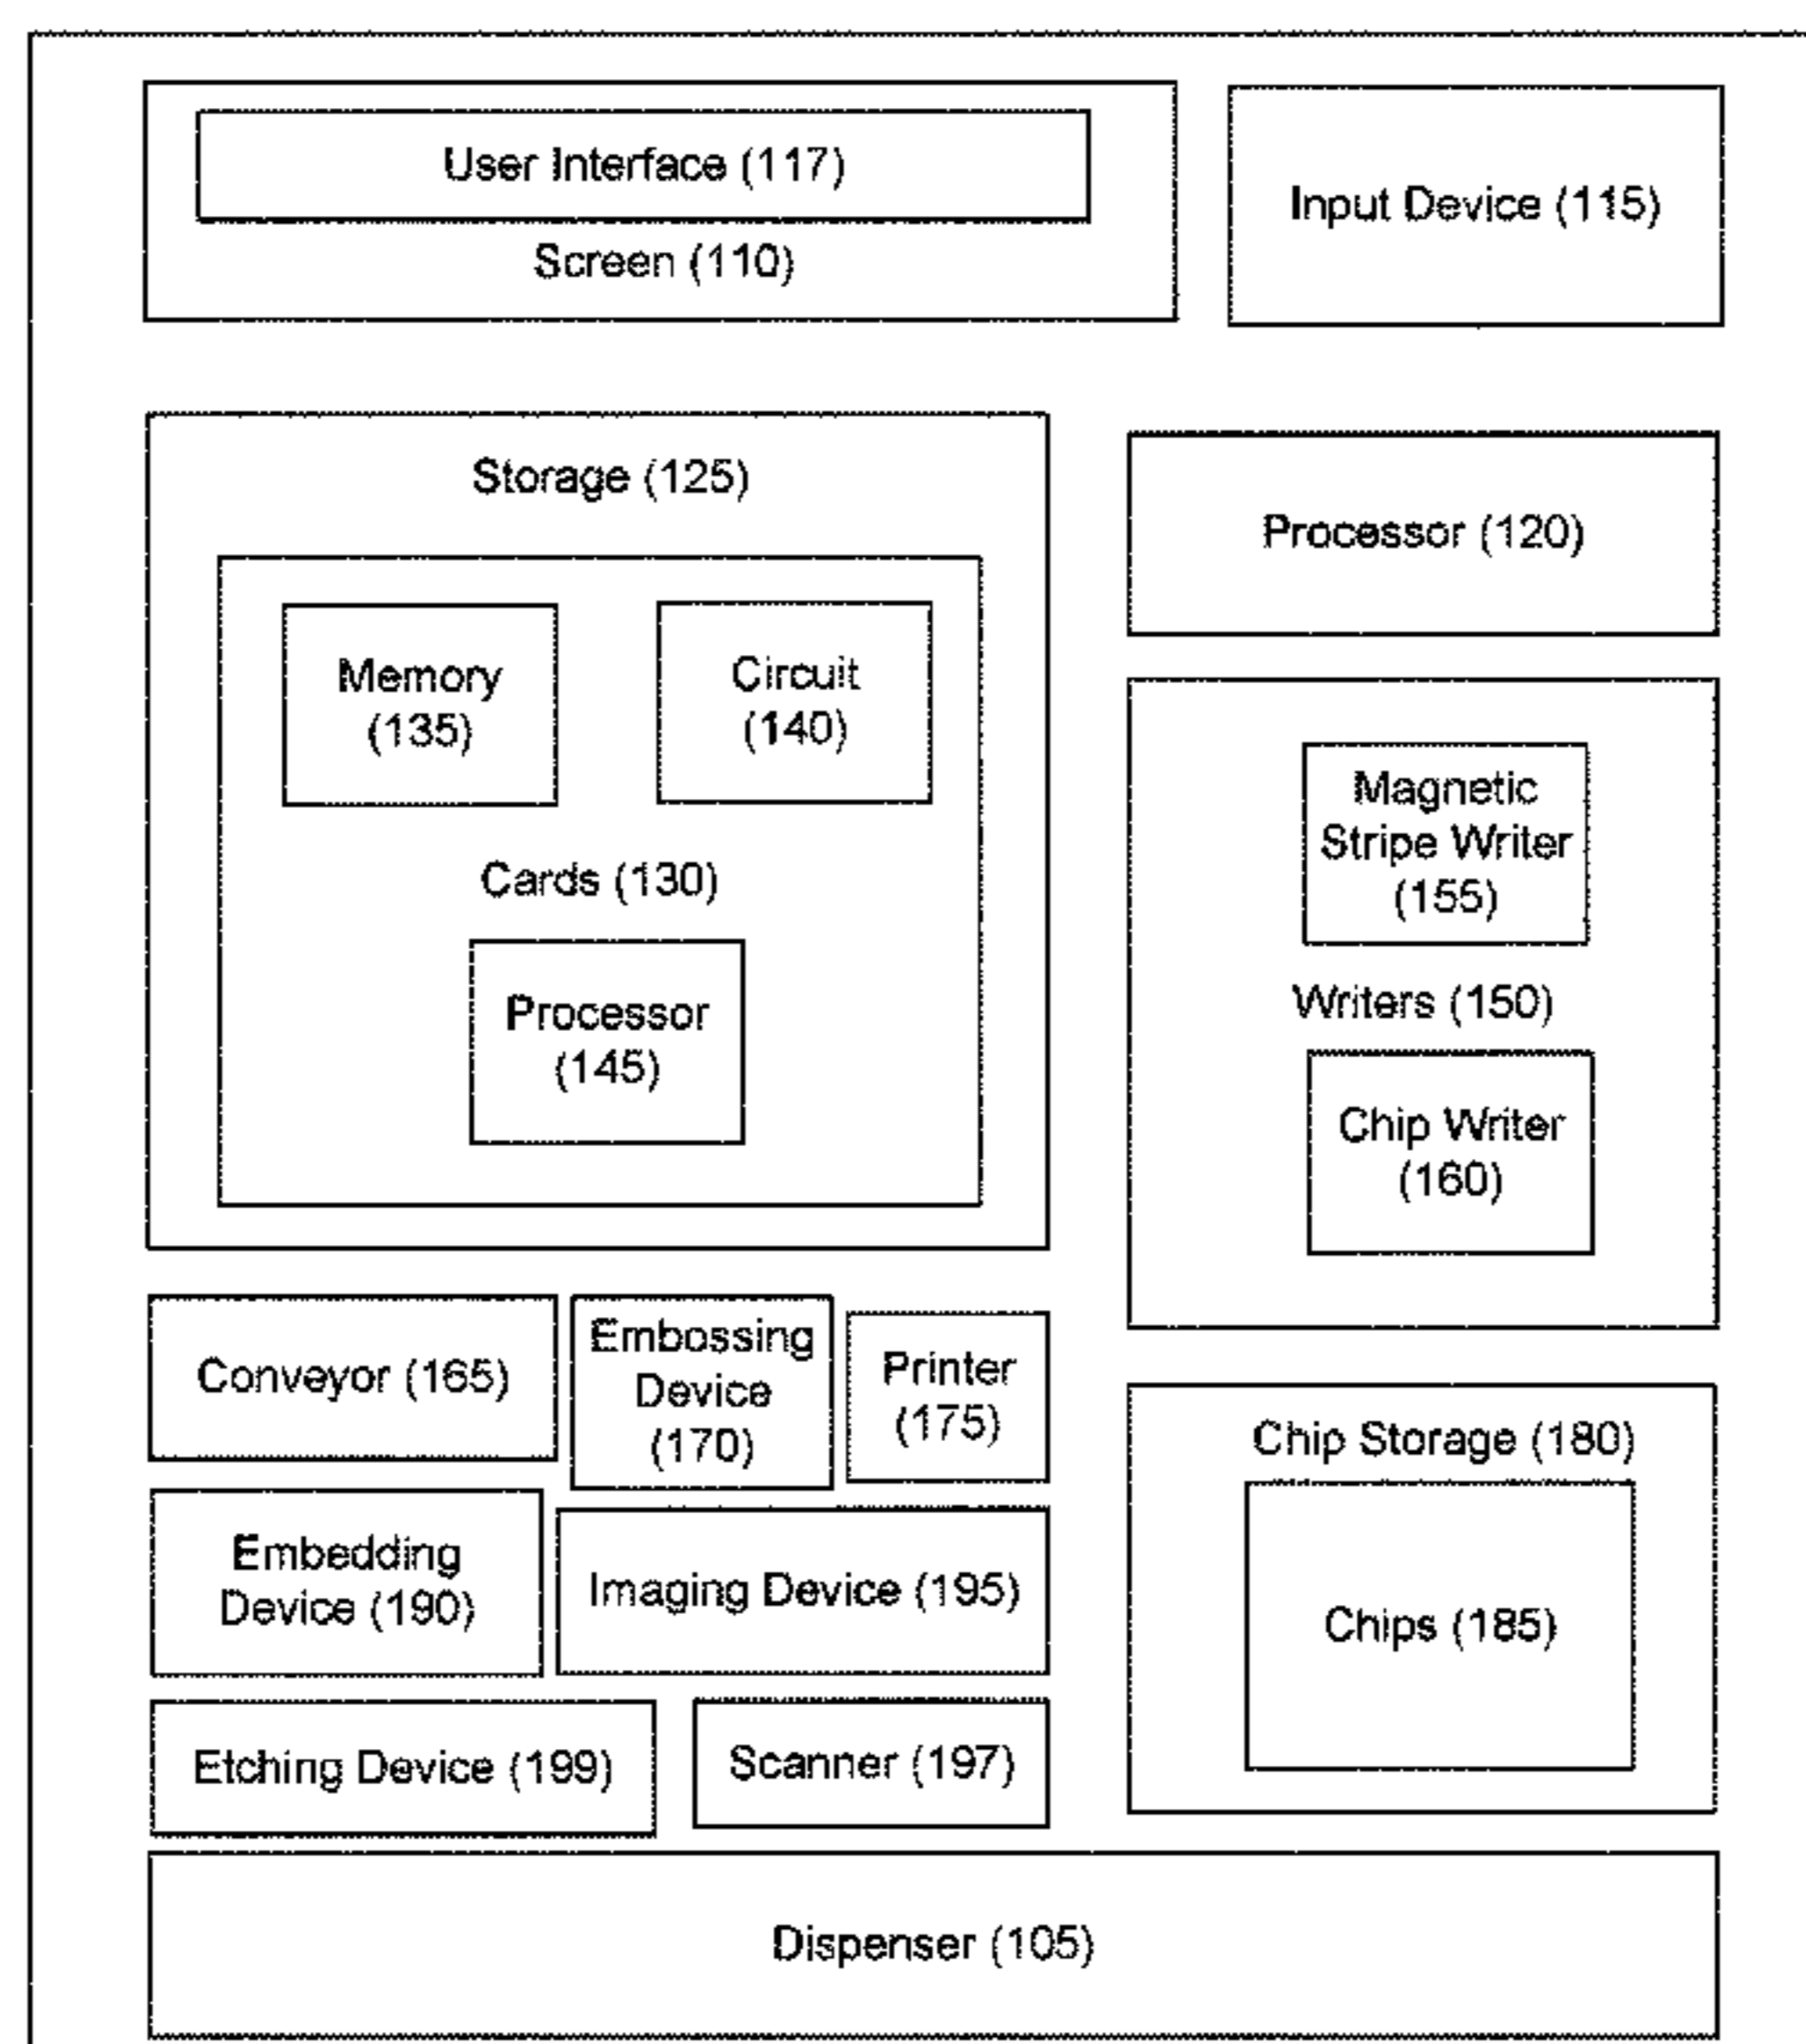 User Interface (117)
Screen (110)
Input Device (115)
Storage (125)
Memory
(135)
Circuit
(140)
Cards (130)
Processor
(145)
Processor (120)
Magnetic
Stripe Writer
(155)
Writers (150)
Chip Writer
(160)
Conveyor (165)
Embossing
Device
(170)
Printer
(175)
Chip Storage (180)
Chips (185)
Embedding
Device (190)
Imaging Device (195)
Etching Device (199)
Scanner (197)
Dispenser (105)